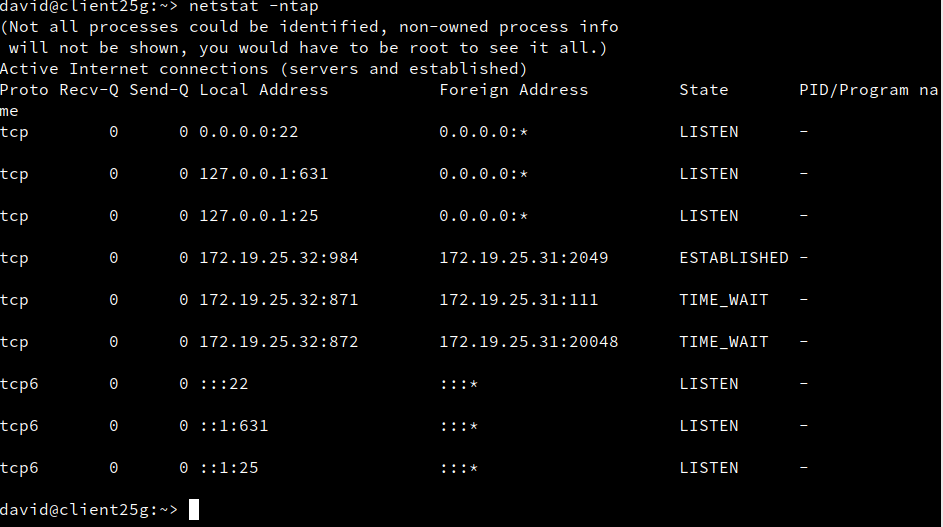 david@client25g:~> netstat -ntap
(Not all processes could be identified, non-owned process info
 will not be shown, you would have to be root to see it all.)
Active Internet connections (servers and established)
Proto Recv-Q Send-Q Local Address           Foreign Address         State       PID/Program na
me
tcp        0      0 0.0.0.0:22              0.0.0.0:*               LISTEN      -
tcp        0      0 127.0.0.1:631           0.0.0.0:*               LISTEN      -
tcp        0      0 127.0.0.1:25            0.0.0.0:*               LISTEN      -
tcp        0      0 172.19.25.32:984        172.19.25.31:2049       ESTABLISHED -
tcp        0      0 172.19.25.32:871        172.19.25.31:111        TIME_WAIT   -
tcp        0      0 172.19.25.32:872        172.19.25.31:20048      TIME_WAIT   -
tcp6       0      0 :::22                   :::*                    LISTEN      -
tcp6       0      0 ::1:631                 :::*                    LISTEN      -
tcp6       0      0 ::1:25                  :::*                    LISTEN      -
david@client25g:~>